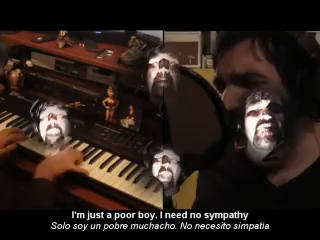 I'm just a poor boy. I need no sympathy
Solo soy un pobre muchacho. No necesito simpatia